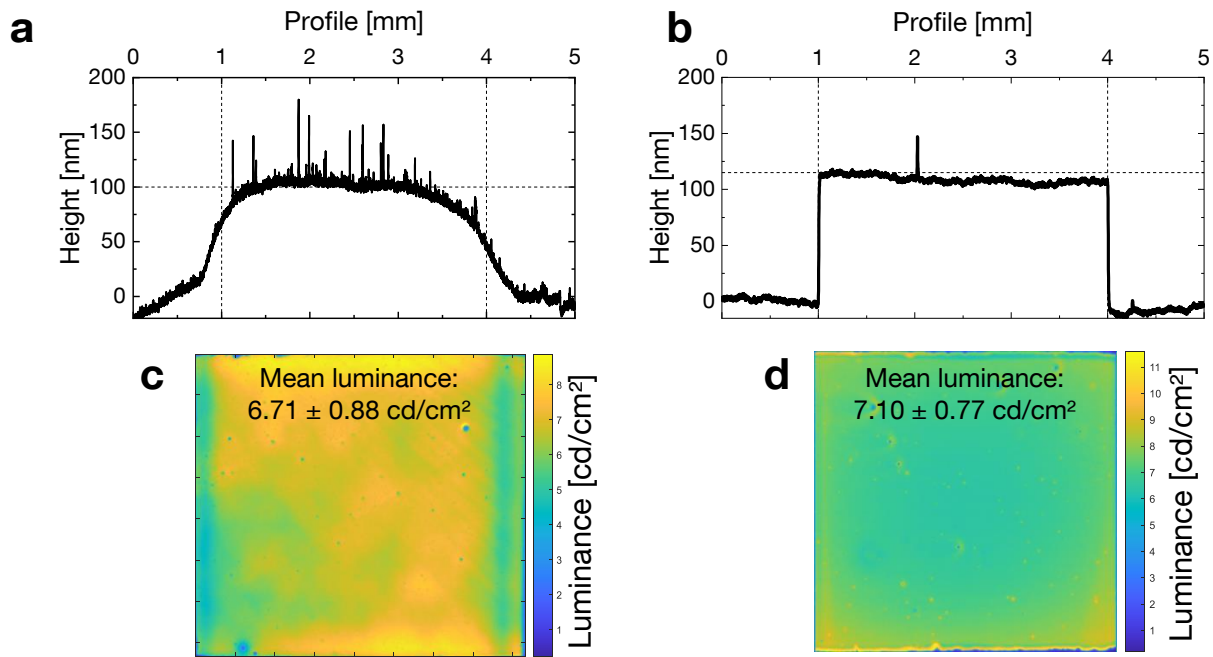 a
Profile [mm]
0 1 2 3 4 5
200
150
100
50
0
Height [nm]
b
Profile [mm]
0 1 2 3 4 5
200
150
100
50
0
Height [nm]
c
Mean luminance:
6.71 ± 0.88 cd/cm²
8
7
6
5
4
3
2
1
Luminance [cd/cm²]
d
Mean luminance:
7.10 ± 0.77 cd/cm²
11
10
9
8
7
6
5
4
3
2
1
Luminance [cd/cm²]